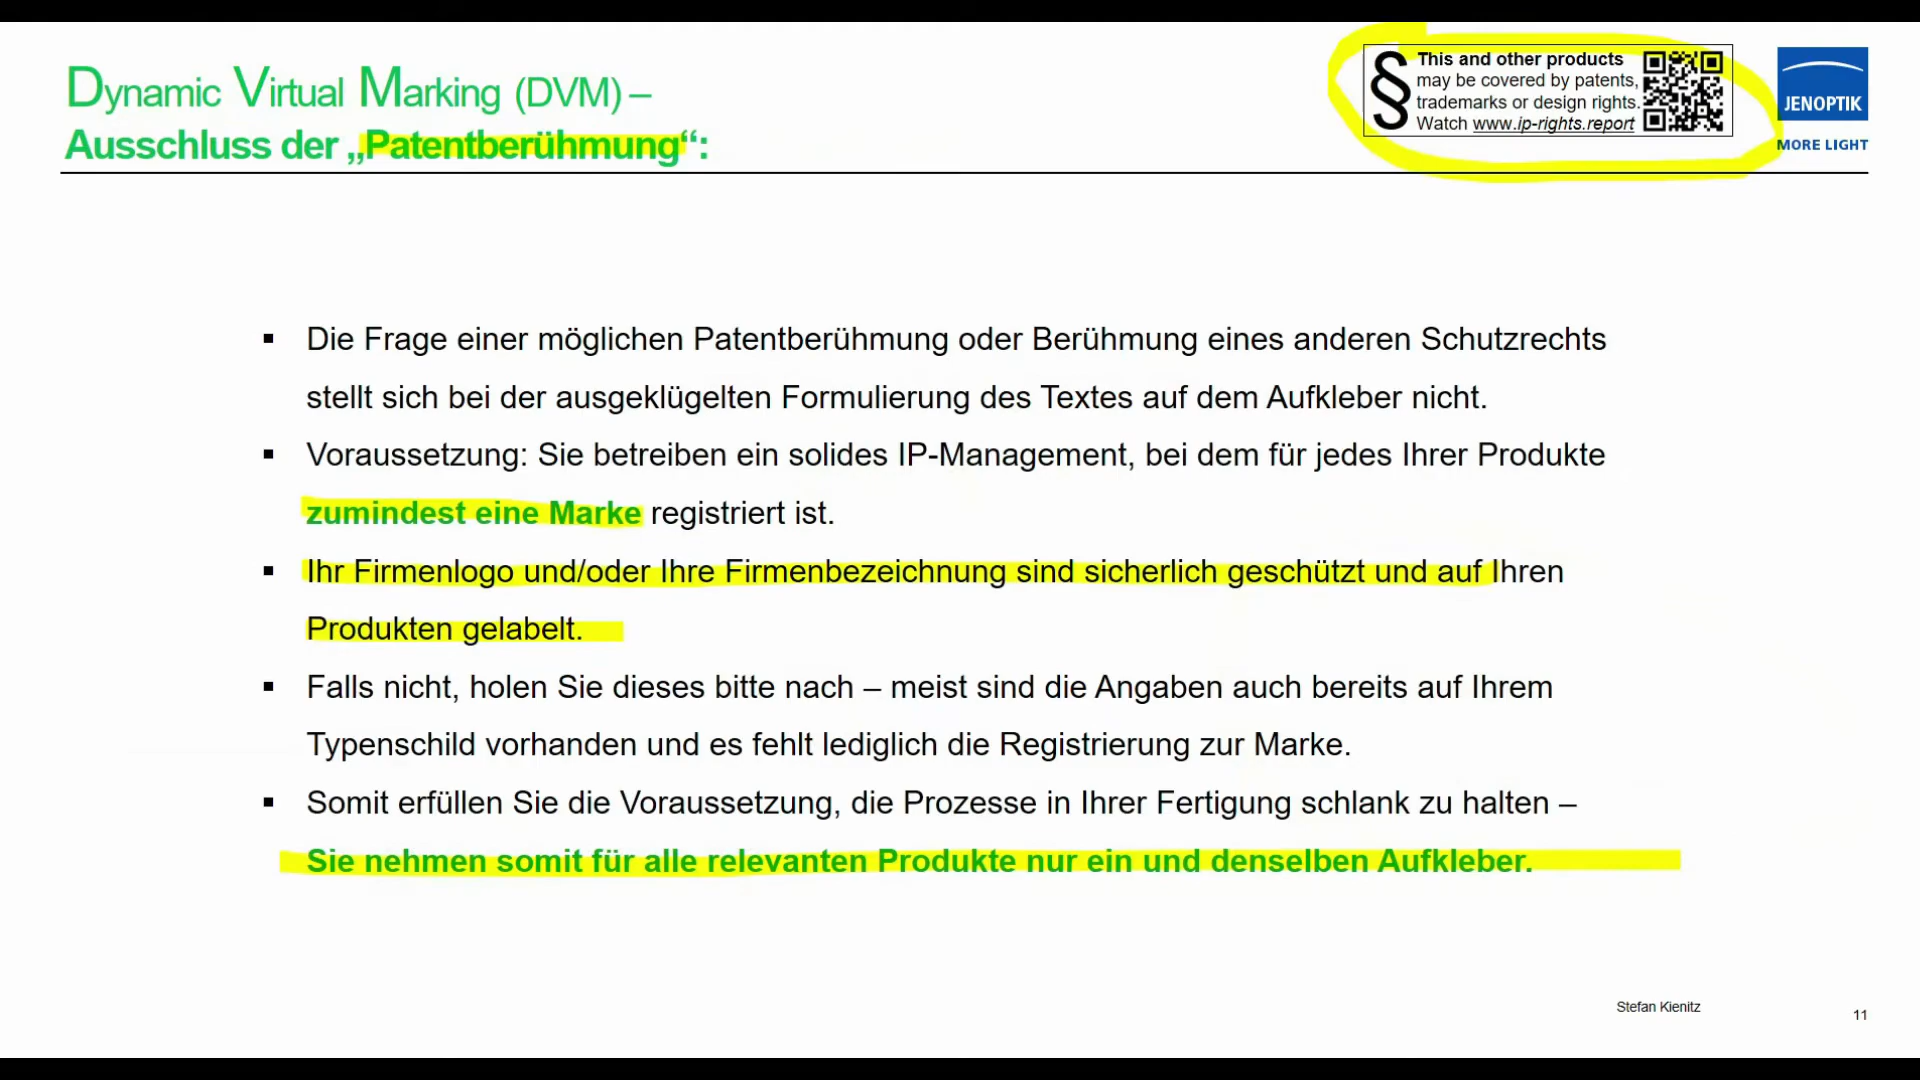 Dynamic Virtual Marking (DVM) –
Ausschluss der „Patentberühmung“:
§ This and other products
may be covered by patents,
trademarks or design rights.
Watch www.ip-rights.report
JENOPTIK
MORE LIGHT
▪ Die Frage einer möglichen Patentberühmung oder Berühmung eines anderen Schutzrechts
stellt sich bei der ausgeklügelten Formulierung des Textes auf dem Aufkleber nicht.
▪ Voraussetzung: Sie betreiben ein solides IP-Management, bei dem für jedes Ihrer Produkte
zumindest eine Marke registriert ist.
▪ Ihr Firmenlogo und/oder Ihre Firmenbezeichnung sind sicherlich geschützt und auf Ihren
Produkten gelabelt.
▪ Falls nicht, holen Sie dieses bitte nach – meist sind die Angaben auch bereits auf Ihrem
Typenschild vorhanden und es fehlt lediglich die Registrierung zur Marke.
▪ Somit erfüllen Sie die Voraussetzung, die Prozesse in Ihrer Fertigung schlank zu halten –
Sie nehmen somit für alle relevanten Produkte nur ein und denselben Aufkleber.
Stefan Kienitz
11